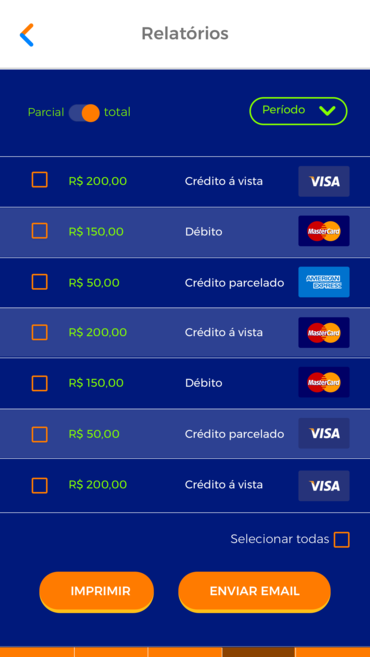 Relatórios
Parcial total Período
R$ 200,00 Crédito á vista VISA
R$ 150,00 Débito MasterCard
R$ 50,00 Crédito parcelado AMERICAN EXPRESS
R$ 200,00 Crédito á vista MasterCard
R$ 150,00 Débito MasterCard
R$ 50,00 Crédito parcelado VISA
R$ 200,00 Crédito á vista VISA
Selecionar todas
IMPRIMIR ENVIAR EMAIL